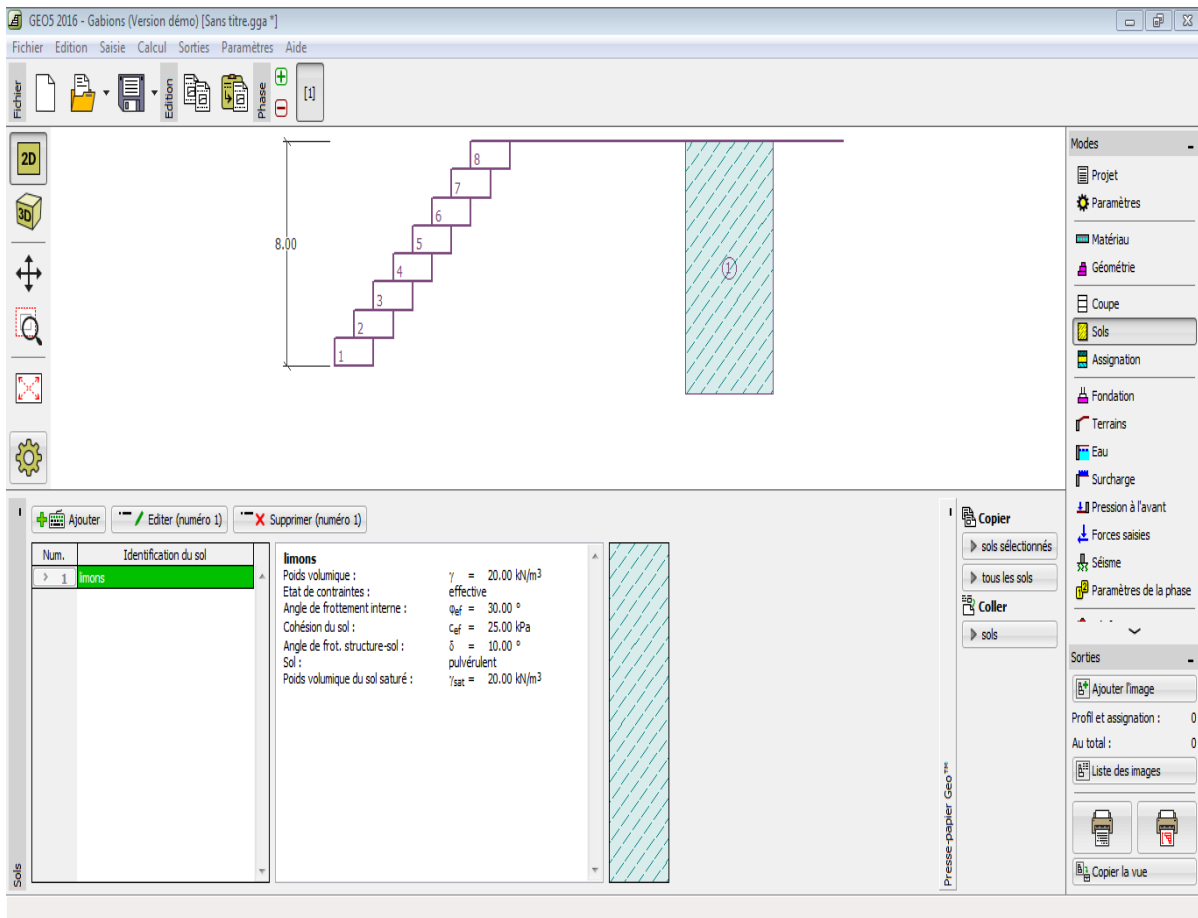 GEO5 2016 - Gabions (Version démo) [Sans titre.gga *]
Fichier Edition Saisie Calcul Sorties Paramètres Aide
Fichier
Edition
Phase
[1]
2D
3D
8.00
8
7
6
5
4
3
2
1
1
Modes
Projet
Paramètres
Matériau
Géométrie
Coupe
Sols
Assignation
Fondation
Terrains
Eau
Surcharge
Pression à l'avant
Forces saisies
Séisme
Paramètres de la phase
Sorties
Ajouter l'image
Profil et assignation : 0
Au total : 0
Liste des images
Copier la vue
Sols
Ajouter
Editer (numéro 1)
Supprimer (numéro 1)
Num. Identification du sol
1 limons
limons
Poids volumique : γ = 20.00 kN/m3
Etat de contraintes : effective
Angle de frottement interne : φef = 30.00 °
Cohésion du sol : cef = 25.00 kPa
Angle de frot. structure-sol : δ = 10.00 °
Sol : pulvérulent
Poids volumique du sol saturé : γsat = 20.00 kN/m3
Presse-papier Geo™
Copier
sols sélectionnés
tous les sols
Coller
sols